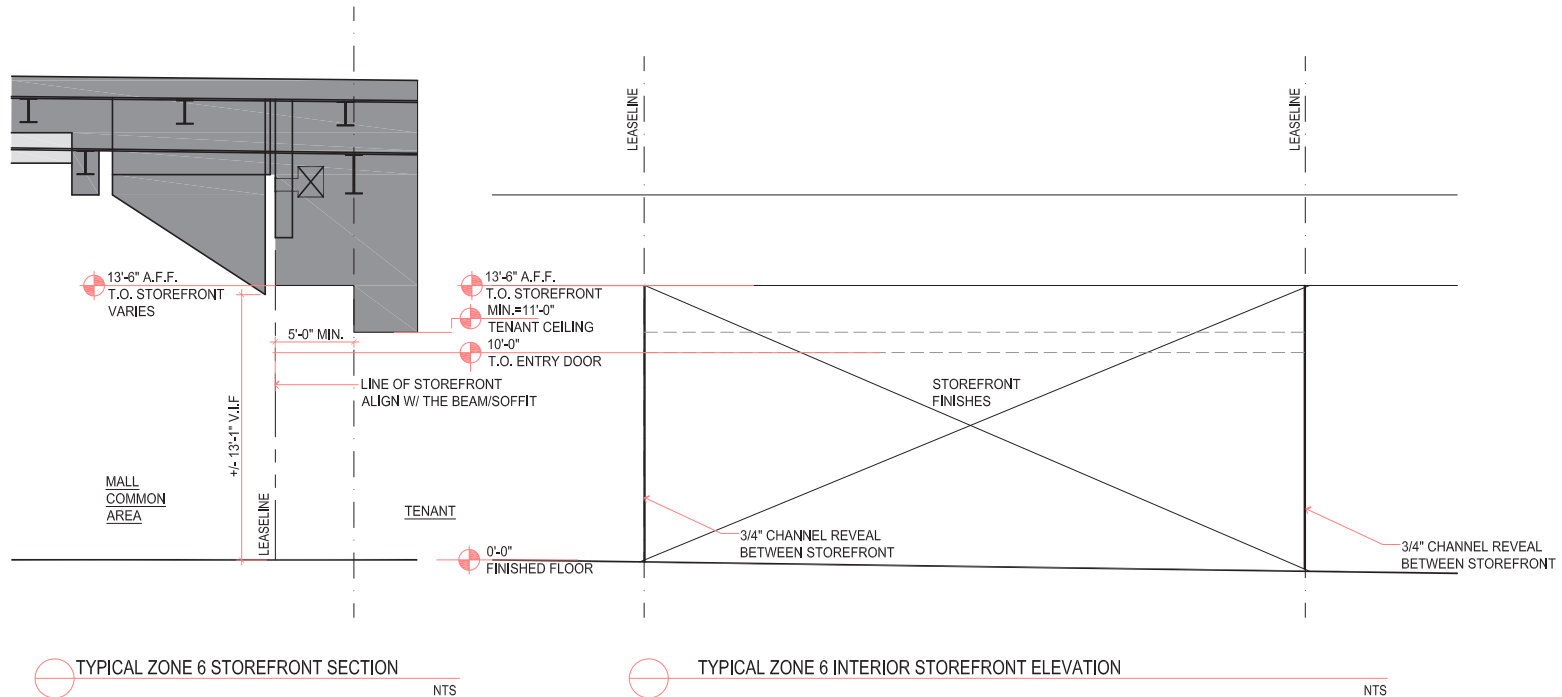 13'-6" A.F.F.
T.O. STOREFRONT
VARIES
5'-0" MIN.
LINE OF STOREFRONT
ALIGN W/ THE BEAM/SOFFIT
+/- 13'-1" V.I.F
MALL
COMMON
AREA
LEASELINE
TENANT
TYPICAL ZONE 6 STOREFRONT SECTION
NTS
LEASELINE
LEASELINE
13'-6" A.F.F.
T.O. STOREFRONT
MIN.=11'-0"
TENANT CEILING
10'-0"
T.O. ENTRY DOOR
STOREFRONT
FINISHES
3/4" CHANNEL REVEAL
BETWEEN STOREFRONT
3/4" CHANNEL REVEAL
BETWEEN STOREFRONT
0'-0"
FINISHED FLOOR
TYPICAL ZONE 6 INTERIOR STOREFRONT ELEVATION
NTS